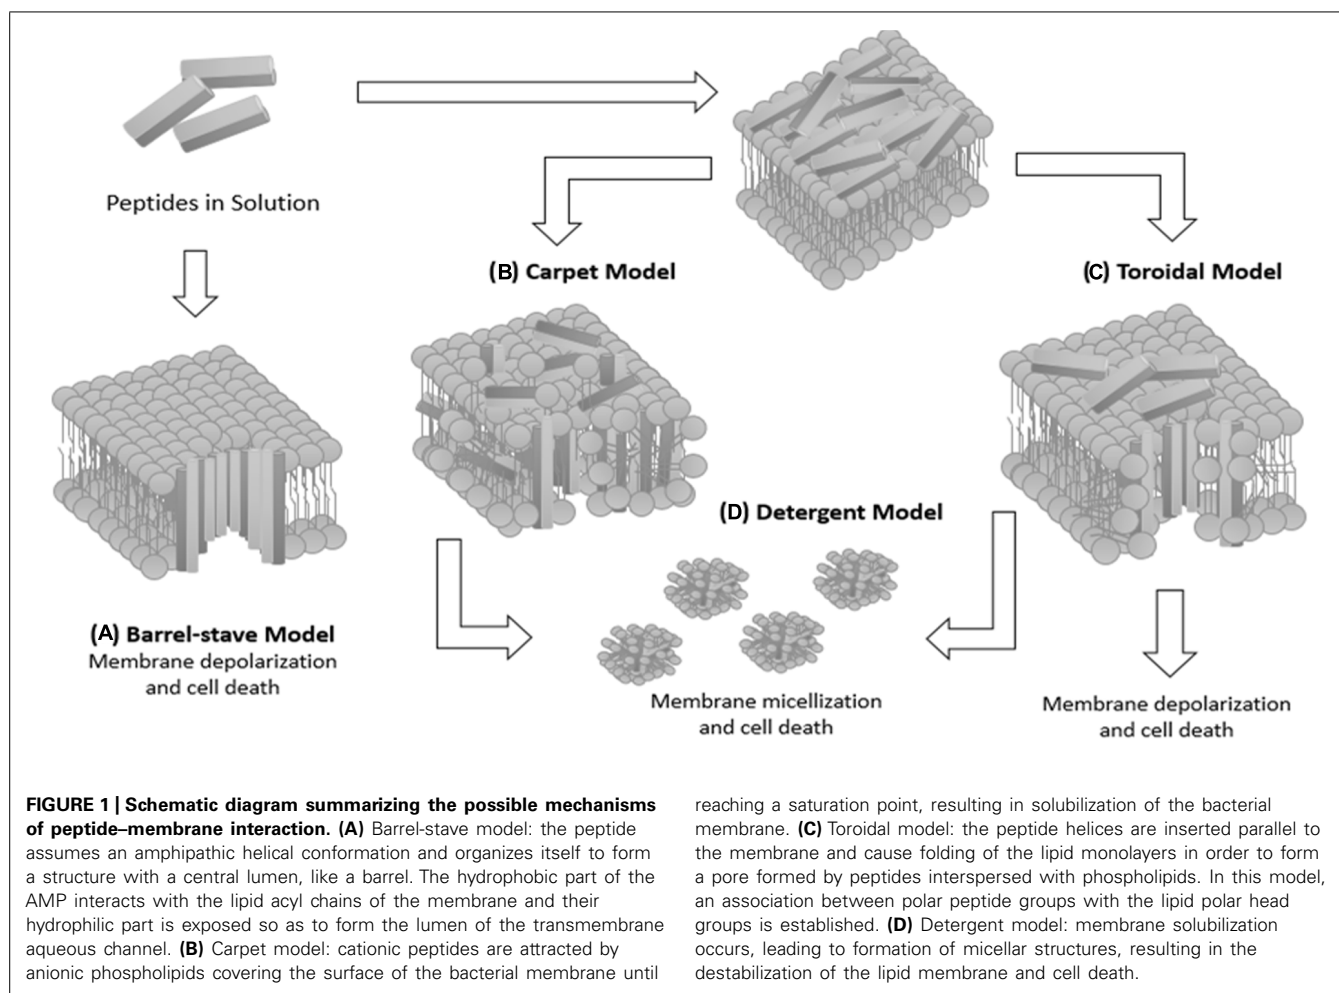 Peptides in Solution
(B) Carpet Model
(C) Toroidal Model
(D) Detergent Model
(A) Barrel-stave Model
Membrane depolarization
and cell death
Membrane micellization
and cell death
Membrane depolarization
and cell death
FIGURE 1 | Schematic diagram summarizing the possible mechanisms
of peptide–membrane interaction. (A) Barrel-stave model: the peptide
assumes an amphipathic helical conformation and organizes itself to form
a structure with a central lumen, like a barrel. The hydrophobic part of the
AMP interacts with the lipid acyl chains of the membrane and their
hydrophilic part is exposed so as to form the lumen of the transmembrane
aqueous channel. (B) Carpet model: cationic peptides are attracted by
anionic phospholipids covering the surface of the bacterial membrane until
reaching a saturation point, resulting in solubilization of the bacterial
membrane. (C) Toroidal model: the peptide helices are inserted parallel to
the membrane and cause folding of the lipid monolayers in order to form
a pore formed by peptides interspersed with phospholipids. In this model,
an association between polar peptide groups with the lipid polar head
groups is established. (D) Detergent model: membrane solubilization
occurs, leading to formation of micellar structures, resulting in the
destabilization of the lipid membrane and cell death.